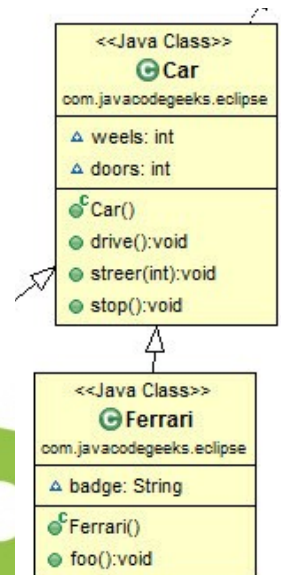 <<Java Class>>
Car
com.javacodegeeks.eclipse
weels: int
doors: int
Car()
drive():void
streer(int):void
stop():void
<<Java Class>>
Ferrari
com.javacodegeeks.eclipse
badge: String
Ferrari()
foo():void